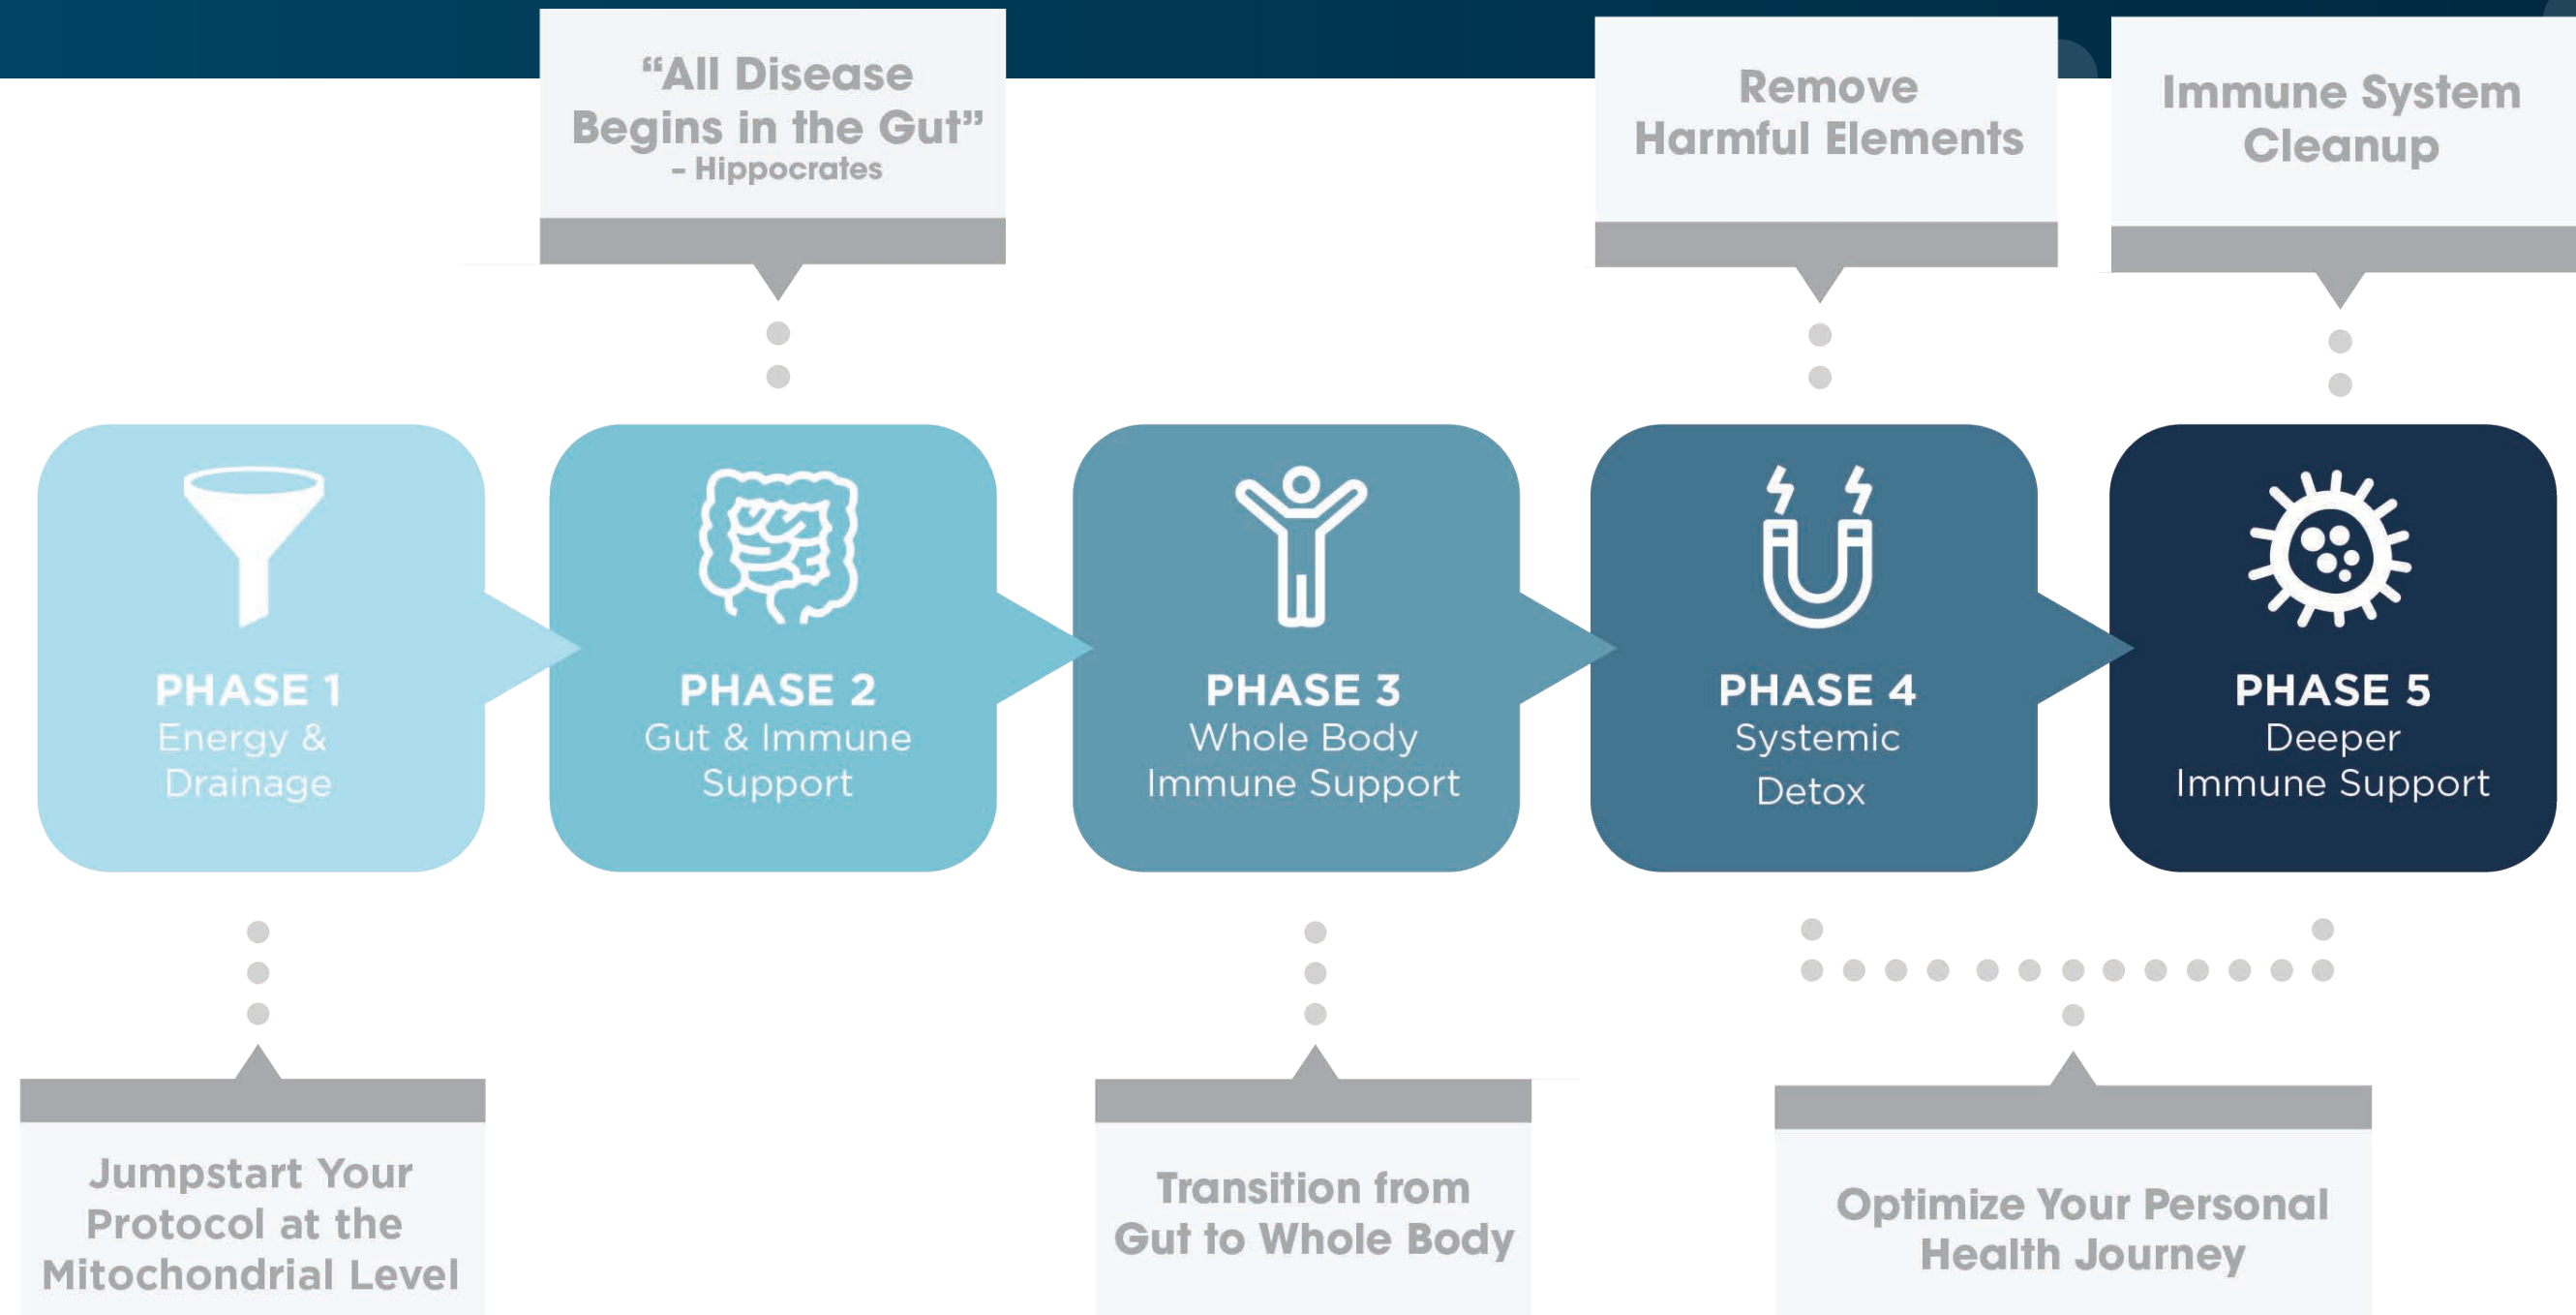 “All Disease
Begins in the Gut”
- Hippocrates
Remove
Harmful Elements
Immune System
Cleanup
PHASE 1
Energy &
Drainage
PHASE 2
Gut & Immune
Support
PHASE 3
Whole Body
Immune Support
PHASE 4
Systemic
Detox
PHASE 5
Deeper
Immune Support
Jumpstart Your
Protocol at the
Mitochondrial Level
Transition from
Gut to Whole Body
Optimize Your Personal
Health Journey